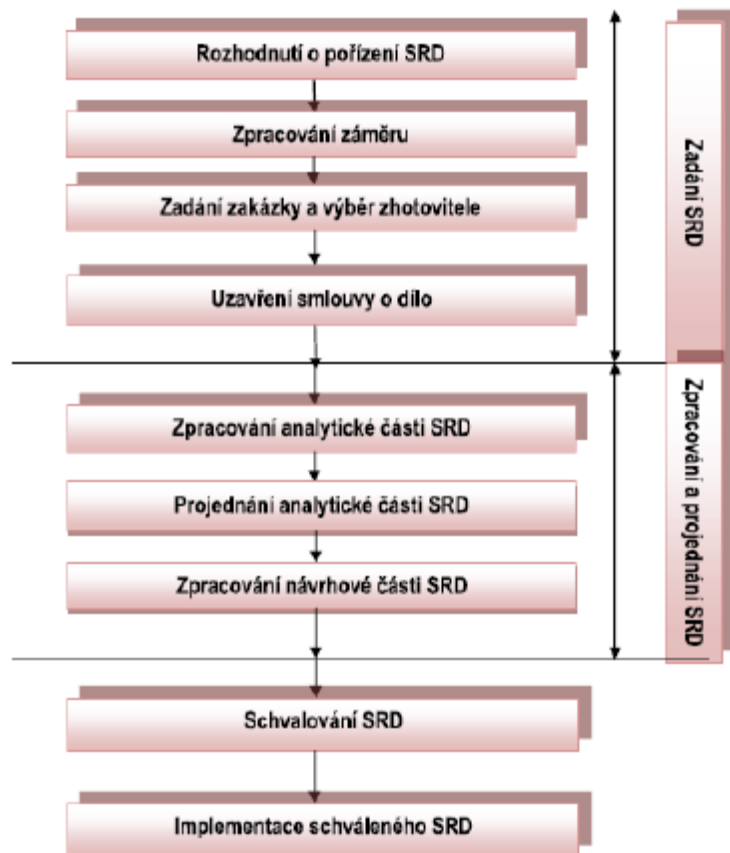 Rozhodnutí o pořízení SRD
Zpracování záměru
Zadání zakázky a výběr zhotovitele
Uzavření smlouvy o dílo
Zadání SRD
Zpracování analytické části SRD
Projednání analytické části SRD
Zpracování návrhové části SRD
Zpracování a projednání SRD
Schvalování SRD
Implementace schváleného SRD